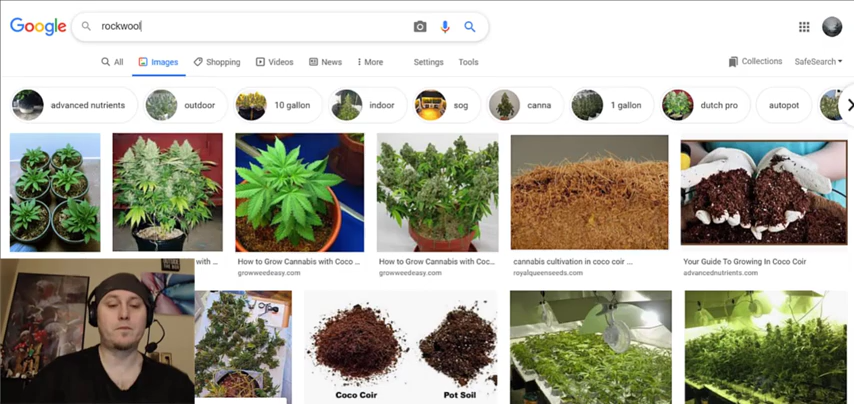 Google
rockwool
All Images Shopping Videos News More Settings Tools Collections SafeSearch
advanced nutrients outdoor 10 gallon indoor sog canna 1 gallon dutch pro autopot
with ...
How to Grow Cannabis with Coco ...
growweedeasy.com
How to Grow Cannabis with Coc...
growweedeasy.com
cannabis cultivation in coco coir ...
royalqueenseeds.com
Your Guide To Growing In Coco Coir
advancednutrients.com
Coco Coir Pot Soil